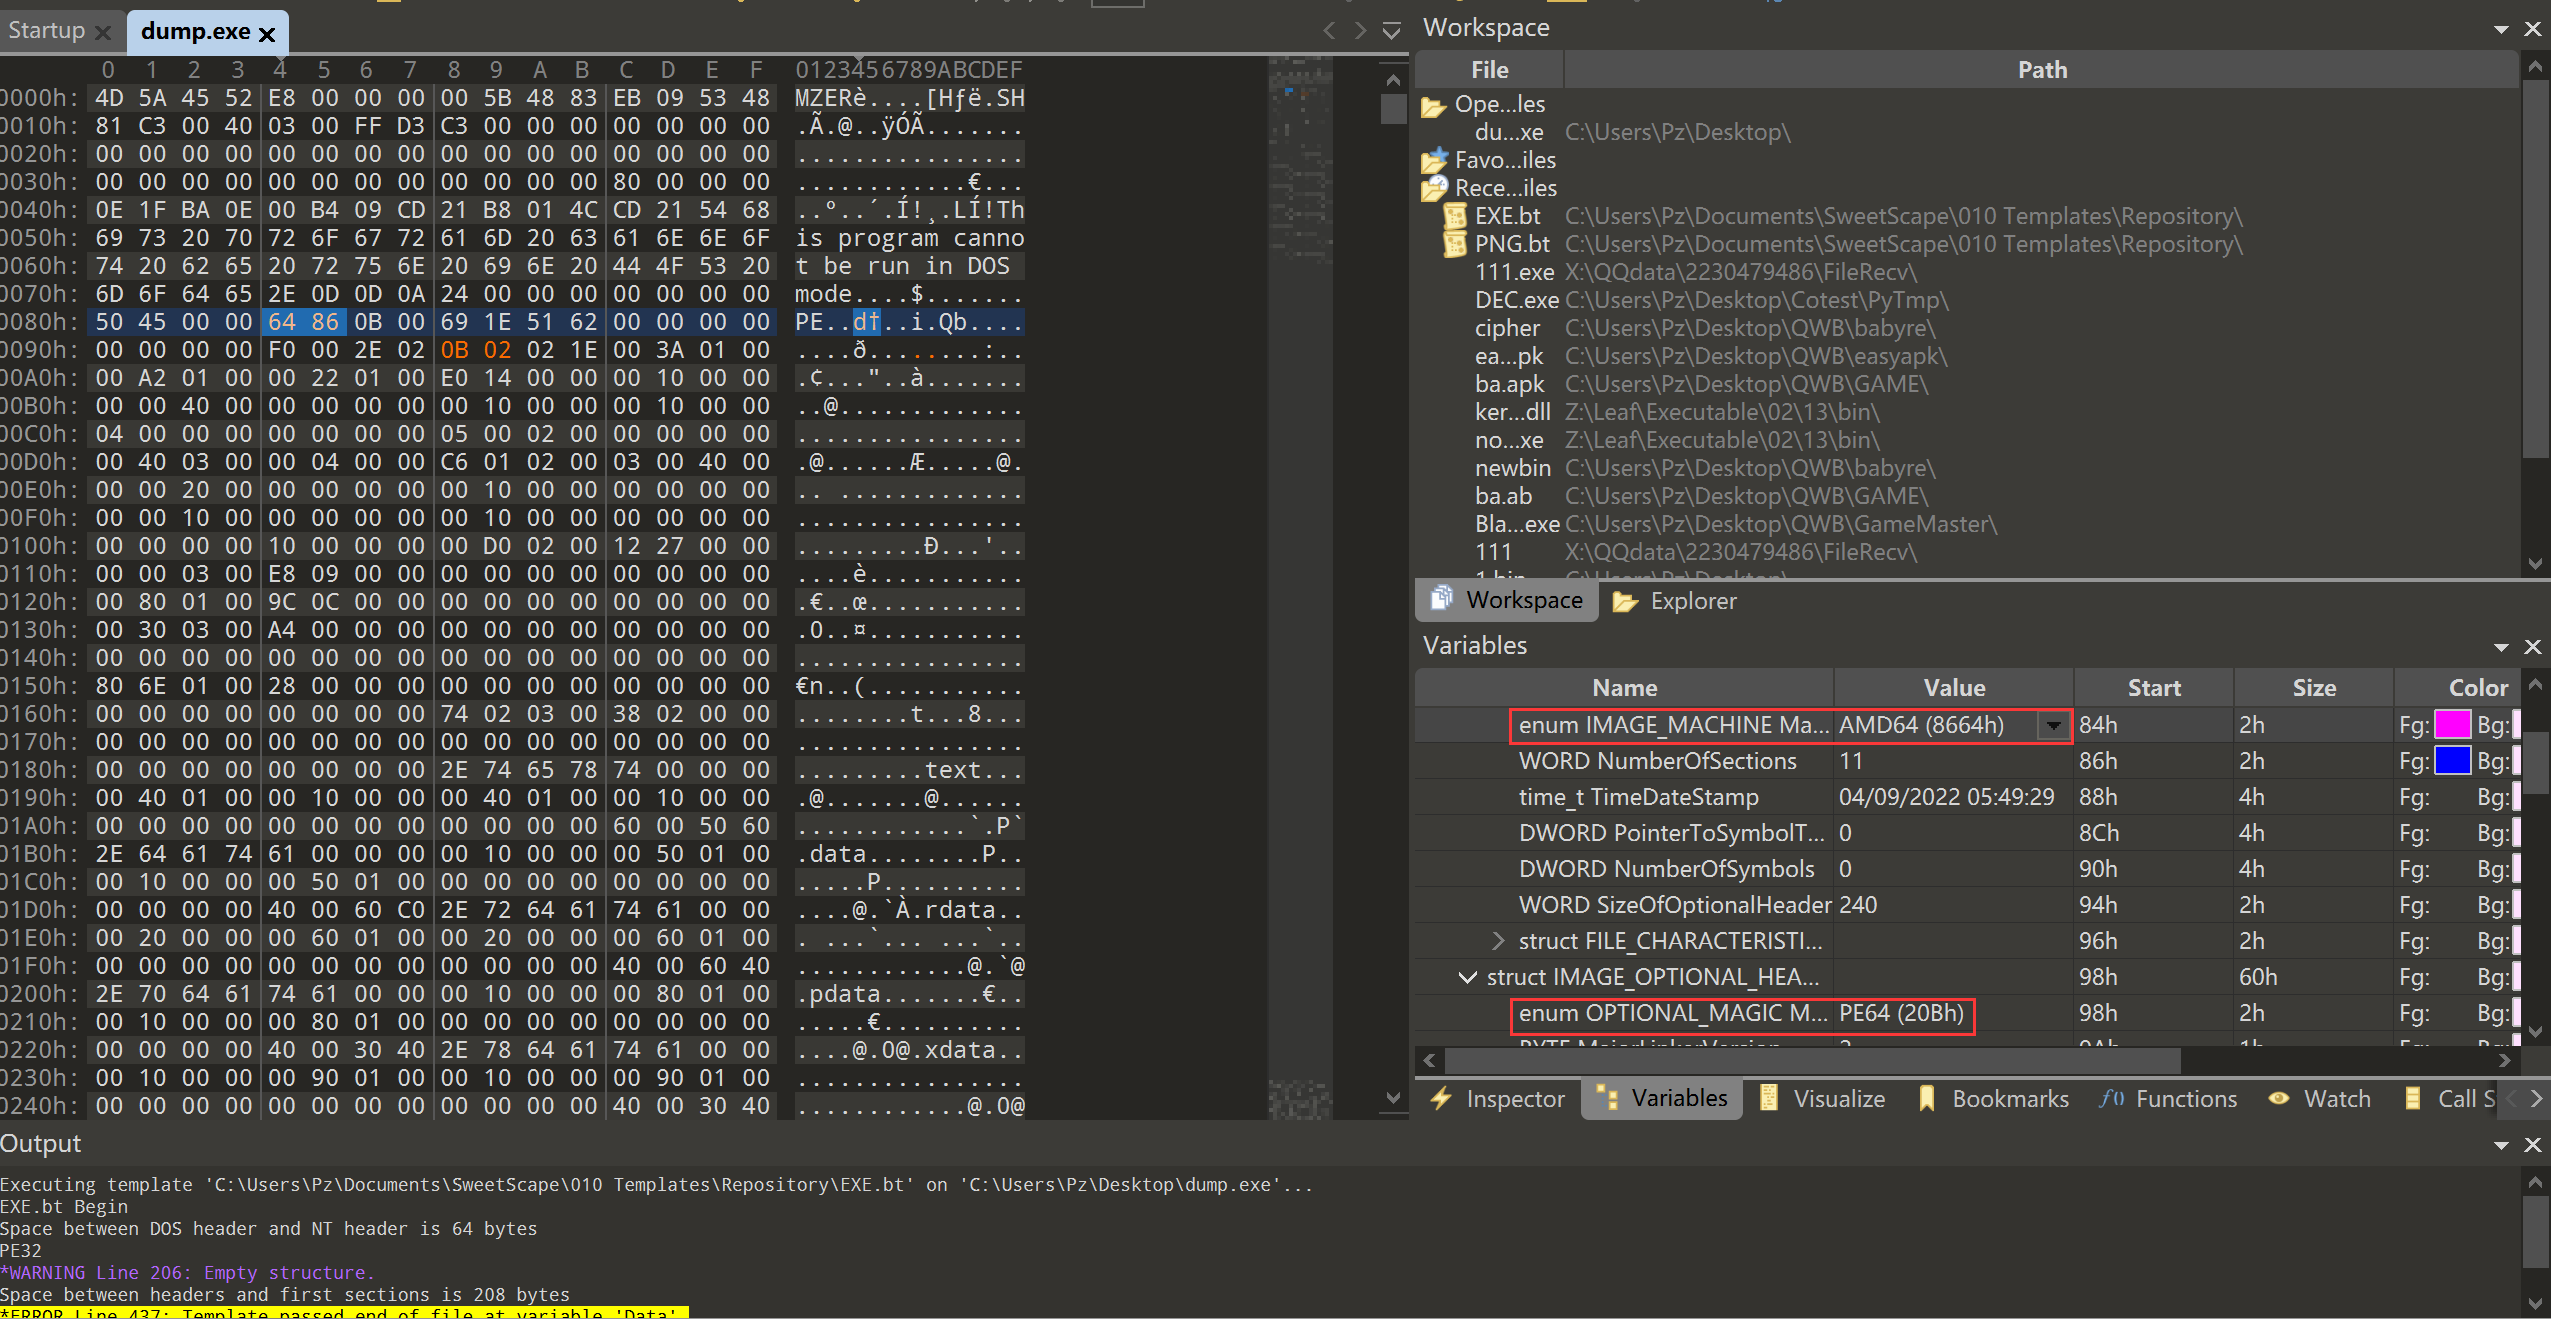 Startup
dump.exe
0 1 2 3 4 5 6 7 8 9 A B C D E F 0123456789ABCDEF
0000h: 4D 5A 45 52 E8 00 00 00 00 5B 48 83 EB 09 53 48 MZERè....[Hƒë.SH
0010h: 81 C3 00 40 03 00 FF D3 C3 00 00 00 00 00 00 00 .Ã.@..ÿÓÃ.......
0020h: 00 00 00 00 00 00 00 00 00 00 00 00 00 00 00 00 ................
0030h: 00 00 00 00 00 00 00 00 00 00 00 00 80 00 00 00 ............€...
0040h: 0E 1F BA 0E 00 B4 09 CD 21 B8 01 4C CD 21 54 68 ..º..´.Í!¸.LÍ!Th
0050h: 69 73 20 70 72 6F 67 72 61 6D 20 63 61 6E 6E 6F is program canno
0060h: 74 20 62 65 20 72 75 6E 20 69 6E 20 44 4F 53 20 t be run in DOS
0070h: 6D 6F 64 65 2E 0D 0D 0A 24 00 00 00 00 00 00 00 mode....$.......
0080h: 50 45 00 00 64 86 0B 00 69 1E 51 62 00 00 00 00 PE..d†..i.Qb....
0090h: 00 00 00 00 F0 00 2E 02 0B 02 02 1E 00 3A 01 00 ....ð........:..
00A0h: 00 A2 01 00 00 22 01 00 E0 14 00 00 00 10 00 00 .¢..."..à.......
00B0h: 00 00 40 00 00 00 00 00 00 10 00 00 00 10 00 00 ..@.............
00C0h: 04 00 00 00 00 00 00 00 05 00 02 00 00 00 00 00 ................
00D0h: 00 40 03 00 00 04 00 00 C6 01 02 00 03 00 40 00 .@......Æ.....@.
00E0h: 00 00 20 00 00 00 00 00 00 10 00 00 00 00 00 00 .. .............
00F0h: 00 00 10 00 00 00 00 00 00 10 00 00 00 00 00 00 ................
0100h: 00 00 00 00 10 00 00 00 00 D0 02 00 12 27 00 00 .........Ð...'..
0110h: 00 00 03 00 E8 09 00 00 00 00 00 00 00 00 00 00 ....è...........
0120h: 00 80 01 00 9C 0C 00 00 00 00 00 00 00 00 00 00 .€..œ...........
0130h: 00 30 03 00 A4 00 00 00 00 00 00 00 00 00 00 00 .0..¤...........
0140h: 00 00 00 00 00 00 00 00 00 00 00 00 00 00 00 00 ................
0150h: 80 6E 01 00 28 00 00 00 00 00 00 00 00 00 00 00 €n..(...........
0160h: 00 00 00 00 00 00 00 00 74 02 03 00 38 02 00 00 ........t...8...
0170h: 00 00 00 00 00 00 00 00 00 00 00 00 00 00 00 00 ................
0180h: 00 00 00 00 00 00 00 00 2E 74 65 78 74 00 00 00 .........text...
0190h: 00 40 01 00 00 10 00 00 00 40 01 00 00 10 00 00 .@.......@......
01A0h: 00 00 00 00 00 00 00 00 00 00 00 00 60 00 50 60 ............`.P`
01B0h: 2E 64 61 74 61 00 00 00 00 10 00 00 00 50 01 00 .data........P..
01C0h: 00 10 00 00 00 50 01 00 00 00 00 00 00 00 00 00 .....P..........
01D0h: 00 00 00 00 40 00 60 C0 2E 72 64 61 74 61 00 00 ....@.`À.rdata..
01E0h: 00 20 00 00 00 60 01 00 00 20 00 00 00 60 01 00 . ...`... ...`..
01F0h: 00 00 00 00 00 00 00 00 00 00 00 00 40 00 60 40 ............@.`@
0200h: 2E 70 64 61 74 61 00 00 00 10 00 00 00 80 01 00 .pdata.......€..
0210h: 00 10 00 00 00 80 01 00 00 00 00 00 00 00 00 00 .....€..........
0220h: 00 00 00 00 40 00 30 40 2E 78 64 61 74 61 00 00 ....@.0@.xdata..
0230h: 00 10 00 00 00 90 01 00 00 10 00 00 00 90 01 00 ................
0240h: 00 00 00 00 00 00 00 00 00 00 00 00 40 00 30 40 ............@.0@
Workspace
File Path
Ope...les
du...xe C:\Users\Pz\Desktop\
Favo...iles
Rece...iles
EXE.bt C:\Users\Pz\Documents\SweetScape\010 Templates\Repository\
PNG.bt C:\Users\Pz\Documents\SweetScape\010 Templates\Repository\
111.exe X:\QQdata\2230479486\FileRecv\
DEC.exe C:\Users\Pz\Desktop\Cotest\PyTmp\
cipher C:\Users\Pz\Desktop\QWB\babyre\
ea...pk C:\Users\Pz\Desktop\QWB\easyapk\
ba.apk C:\Users\Pz\Desktop\QWB\GAME\
ker...dll Z:\Leaf\Executable\02\13\bin\
no...xe Z:\Leaf\Executable\02\13\bin\
newbin C:\Users\Pz\Desktop\QWB\babyre\
ba.ab C:\Users\Pz\Desktop\QWB\GAME\
Bla...exe C:\Users\Pz\Desktop\QWB\GameMaster\
111 X:\QQdata\2230479486\FileRecv\
1.bin C:\Users\Pz\Desktop\
Workspace Explorer
Variables
Name Value Start Size Color
enum IMAGE_MACHINE Ma... AMD64 (8664h) 84h 2h Fg: Bg:
WORD NumberOfSections 11 86h 2h Fg: Bg:
time_t TimeDateStamp 04/09/2022 05:49:29 88h 4h Fg: Bg:
DWORD PointerToSymbolT... 0 8Ch 4h Fg: Bg:
DWORD NumberOfSymbols 0 90h 4h Fg: Bg:
WORD SizeOfOptionalHeader 240 94h 2h Fg: Bg:
struct FILE_CHARACTERISTI... 96h 2h Fg: Bg:
struct IMAGE_OPTIONAL_HEA... 98h 60h Fg: Bg:
enum OPTIONAL_MAGIC M... PE64 (20Bh) 98h 2h Fg: Bg:
BYTE MajorLinkerVersion 2 9Ah 1h Fg: Bg:
Inspector Variables Visualize Bookmarks Functions Watch Call S
Output
Executing template 'C:\Users\Pz\Documents\SweetScape\010 Templates\Repository\EXE.bt' on 'C:\Users\Pz\Desktop\dump.exe'...
EXE.bt Begin
Space between DOS header and NT header is 64 bytes
PE32
*WARNING Line 206: Empty structure.
Space between headers and first sections is 208 bytes
*ERROR Line 437: Template passed end of file at variable 'Data'.